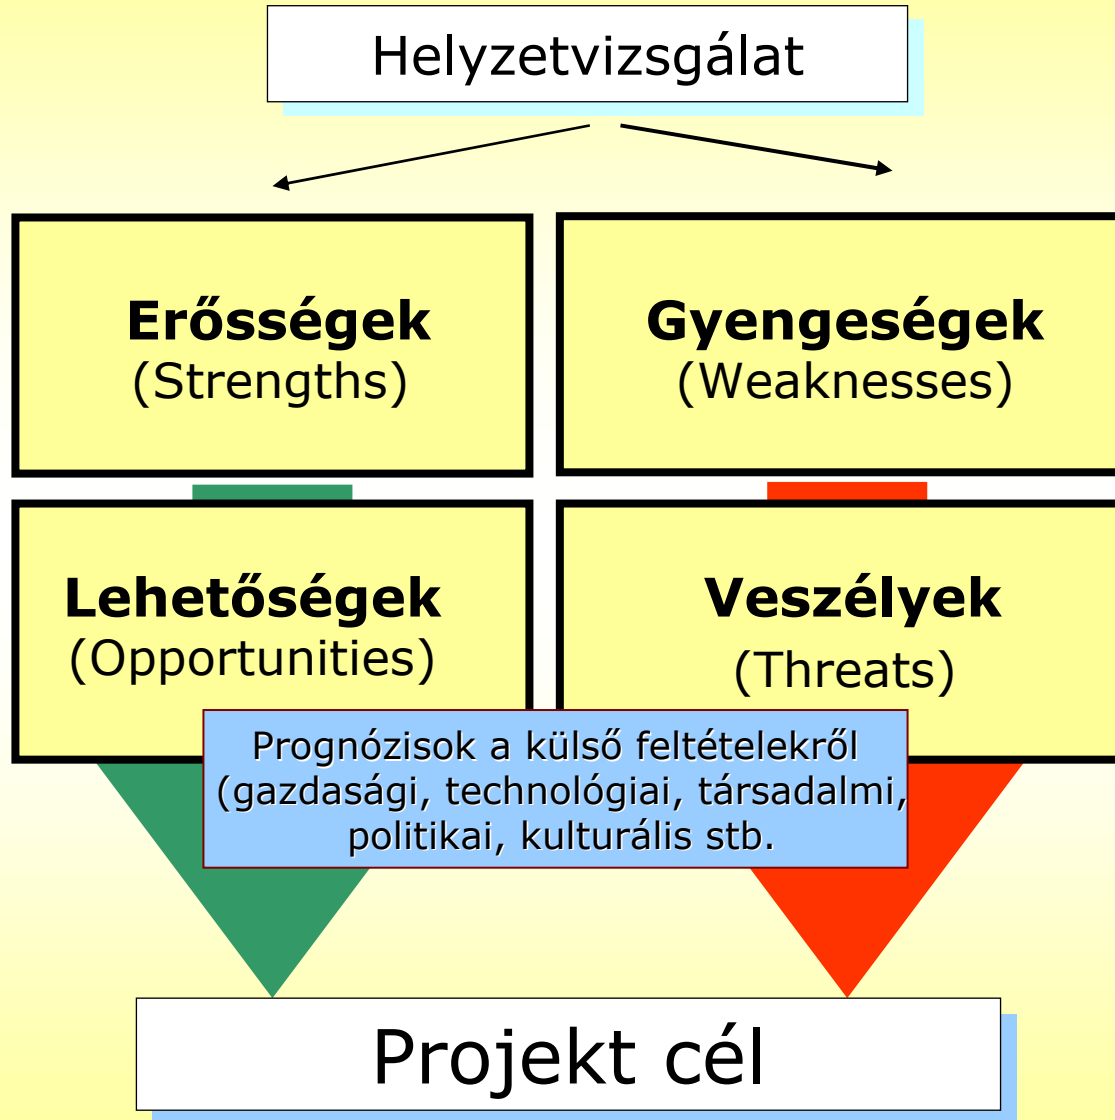 Helyzetvizsgálat
Erősségek
(Strengths)
Gyengeségek
(Weaknesses)
Lehetőségek
(Opportunities)
Veszélyek
(Threats)
Prognózisok a külső feltételekről
(gazdasági, technológiai, társadalmi,
politikai, kulturális stb.
Projekt cél